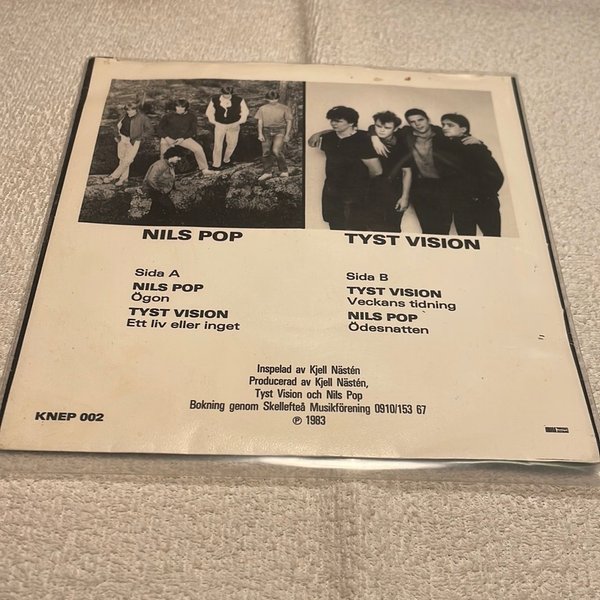 NILS POP
TYST VISION
Sida A
NILS POP
Ögon
TYST VISION
Ett liv eller inget
Sida B
TYST VISION
Veckans tidning
NILS POP
Ödesnatten
Inspelad av Kjell Nästén
Producerad av Kjell Nästén,
Tyst Vision och Nils Pop
Bokning genom Skellefteå Musikförening 0910/153 67
℗ 1983
KNEP 002